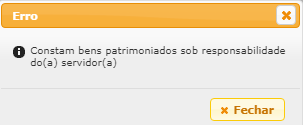 Erro
Constam bens patrimoniados sob responsabilidade
do(a) servidor(a)
Fechar